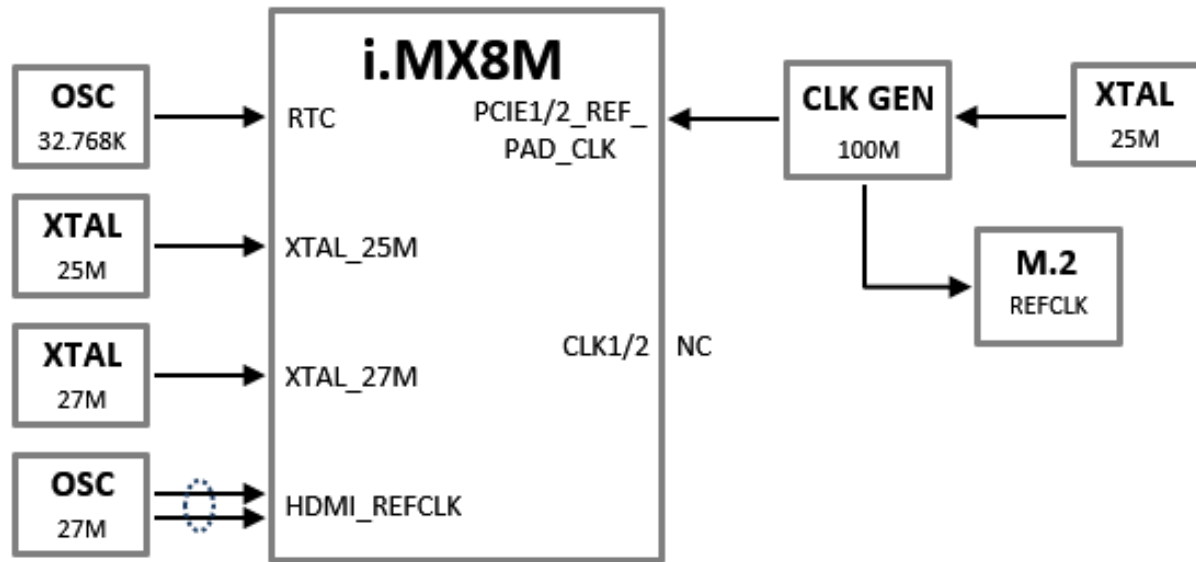 i.MX8M
OSC
32.768K
RTC
XTAL
25M
XTAL_25M
XTAL
27M
XTAL_27M
OSC
27M
HDMI_REFCLK
PCIE1/2_REF_
PAD_CLK
CLK1/2
NC
CLK GEN
100M
XTAL
25M
M.2
REFCLK